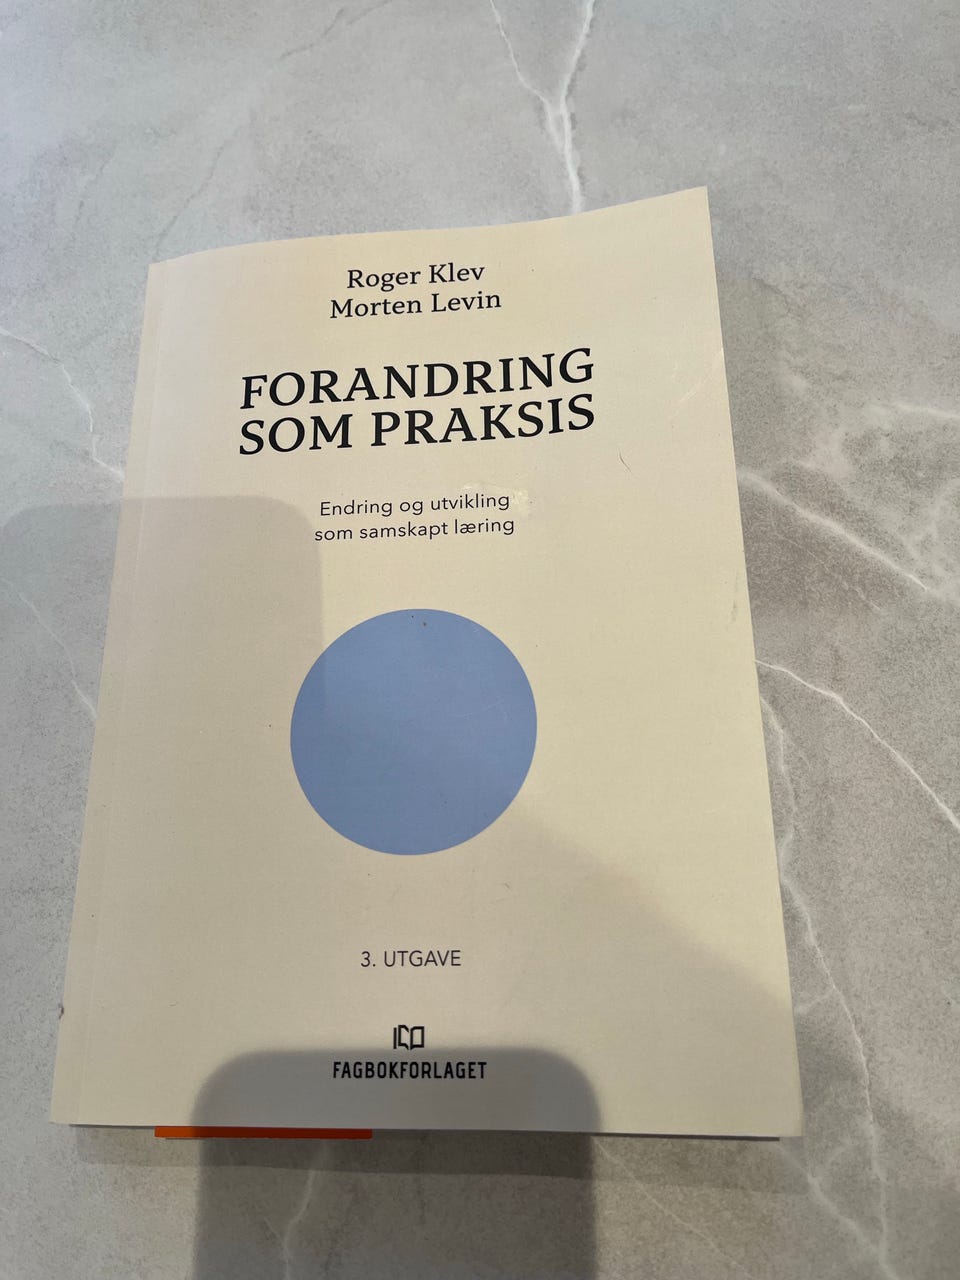 Roger Klev
Morten Levin
FORANDRING
SOM PRAKSIS
Endring og utvikling
som samskapt læring
3. UTGAVE
FAGBOKFORLAGET